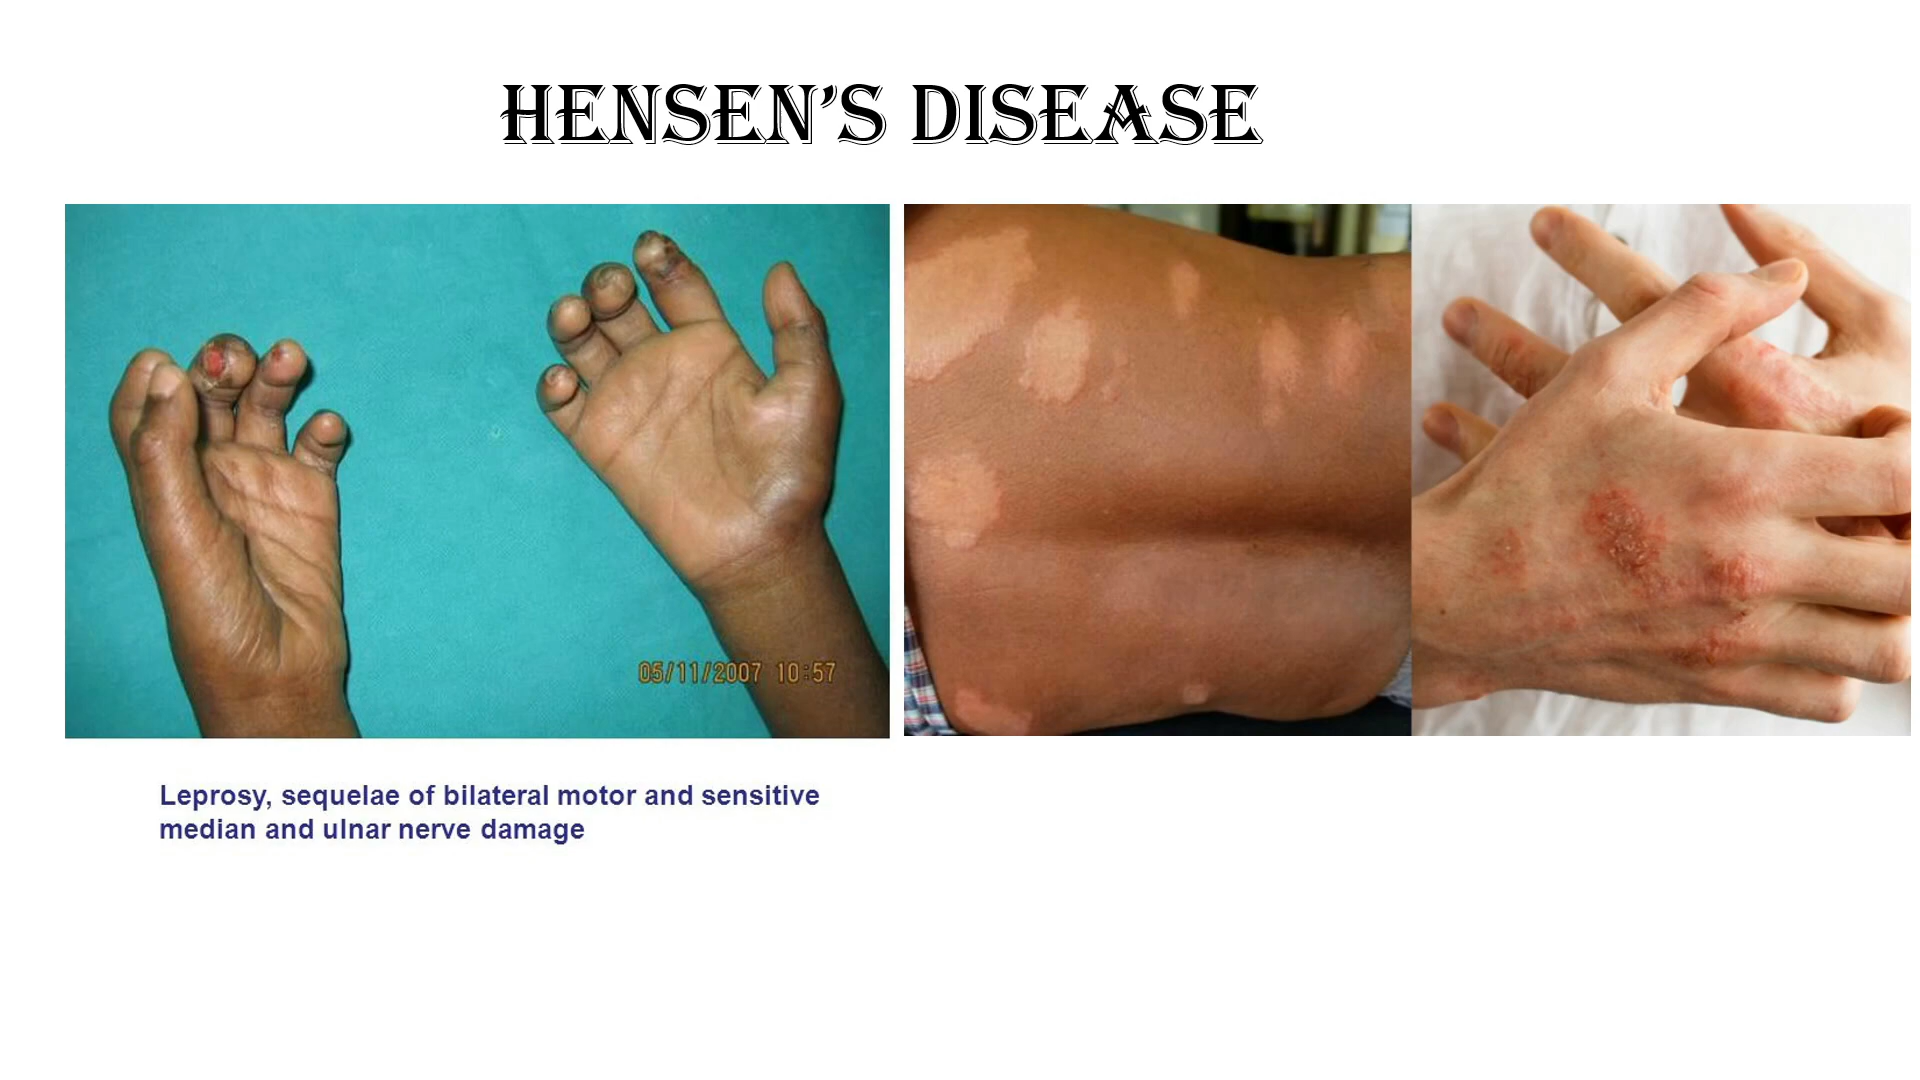 HENSEN’S DISEASE
05/11/2007 10:57
Leprosy, sequelae of bilateral motor and sensitive
median and ulnar nerve damage